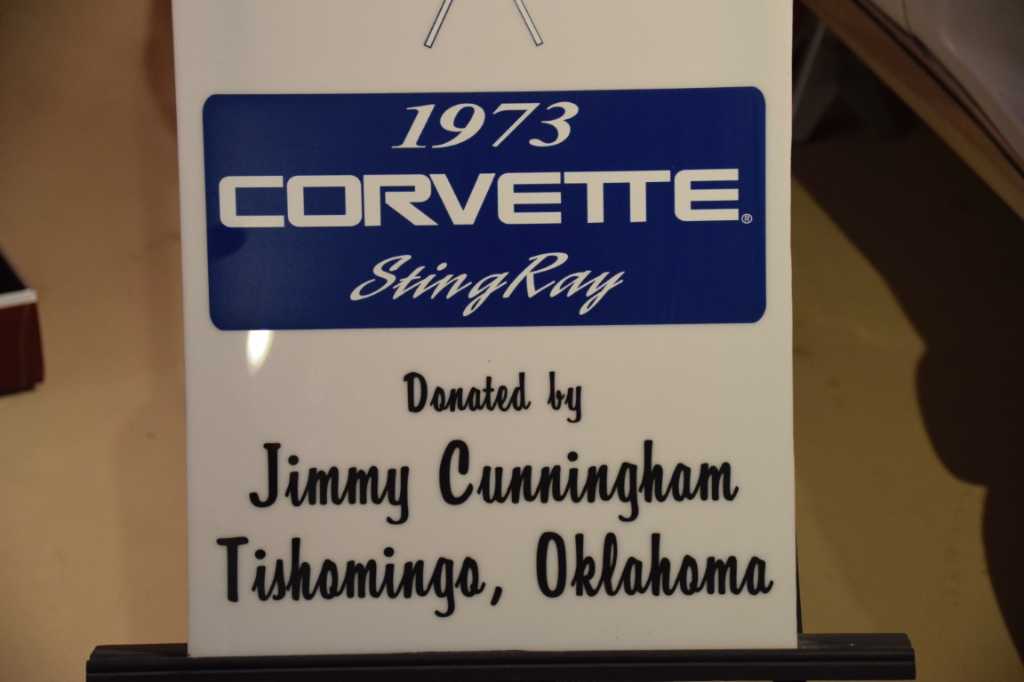 1973
CORVETTE®
StingRay
Donated by
Jimmy Cunningham
Tishomingo, Oklahoma